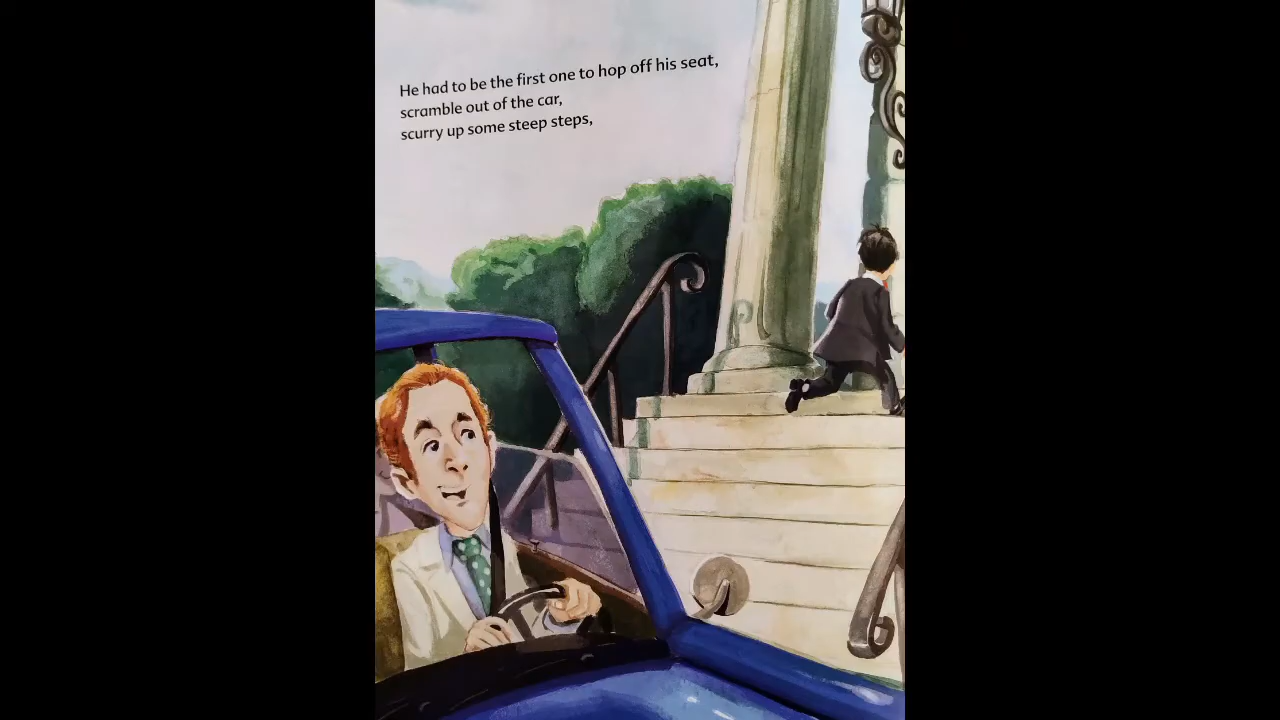 He had to be the first one to hop off his seat,
scramble out of the car,
scurry up some steep steps,